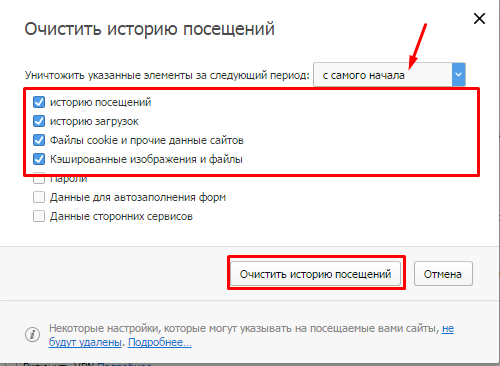 Очистить историю посещений
Уничтожить указанные элементы за следующий период: с самого начала
историю посещений
историю загрузок
Файлы cookie и прочие данные сайтов
Кэшированные изображения и файлы
Пароли
Данные для автозаполнения форм
Данные сторонних сервисов
Очистить историю посещений Отмена
Некоторые настройки, которые могут указывать на посещаемые вами сайты, не
будут удалены. Подробнее...